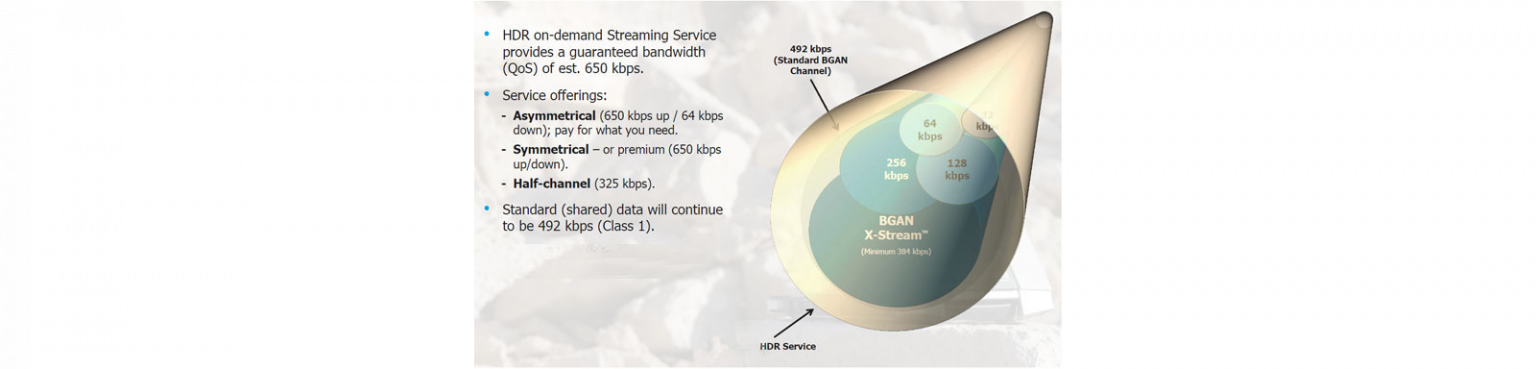 HDR on-demand Streaming Service
provides a guaranteed bandwidth
(QoS) of est. 650 kbps.
Service offerings:
- Asymmetrical (650 kbps up / 64 kbps
down); pay for what you need.
- Symmetrical – or premium (650 kbps
up/down).
- Half-channel (325 kbps).
Standard (shared) data will continue
to be 492 kbps (Class 1).
492 kbps
(Standard BGAN
Channel)
64
kbps
kbps
256
kbps
128
kbps
BGAN
X-Stream™
(Minimum 384 kbps)
HDR Service